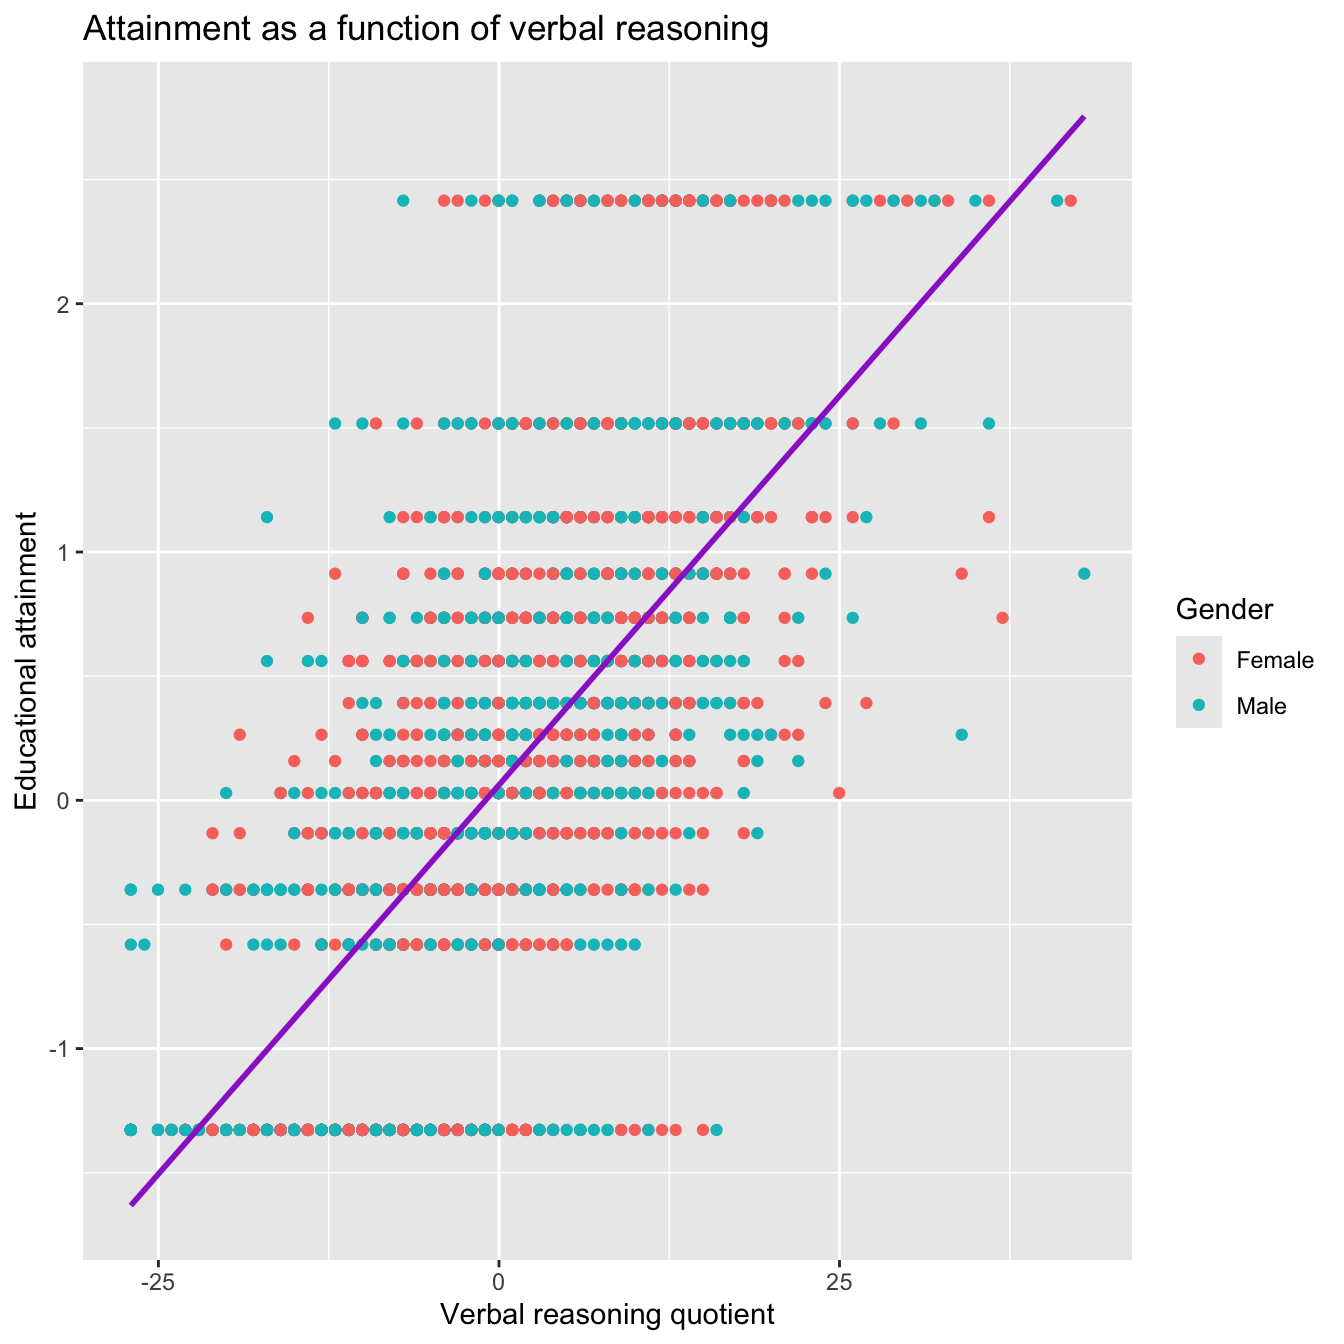 Attainment as a function of verbal reasoning
Educational attainment
2
1
0
-1
-25
0
25
Verbal reasoning quotient
Gender
Female
Male